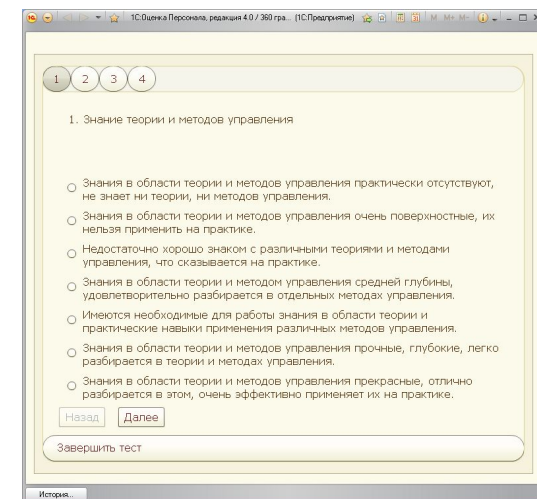 1С:Оценка Персонала, редакция 4.0 / 360 гра... (1С:Предприятие)
M M+ M-
1 2 3 4
1. Знание теории и методов управления
Знания в области теории и методов управления практически отсутствуют,
не знает ни теории, ни методов управления.
Знания в области теории и методов управления очень поверхностные, их
нельзя применить на практике.
Недостаточно хорошо знаком с различными теориями и методами
управления, что сказывается на практике.
Знания в области теории и методом управления средней глубины,
удовлетворительно разбирается в отдельных методах управления.
Имеются необходимые для работы знания в области теории и
практические навыки применения различных методов управления.
Знания в области теории и методов управления прочные, глубокие, легко
разбирается в теории и методах управления.
Знания в области теории и методов управления прекрасные, отлично
разбирается в этом, очень эффективно применяет их на практике.
Назад Далее
Завершить тест
История...